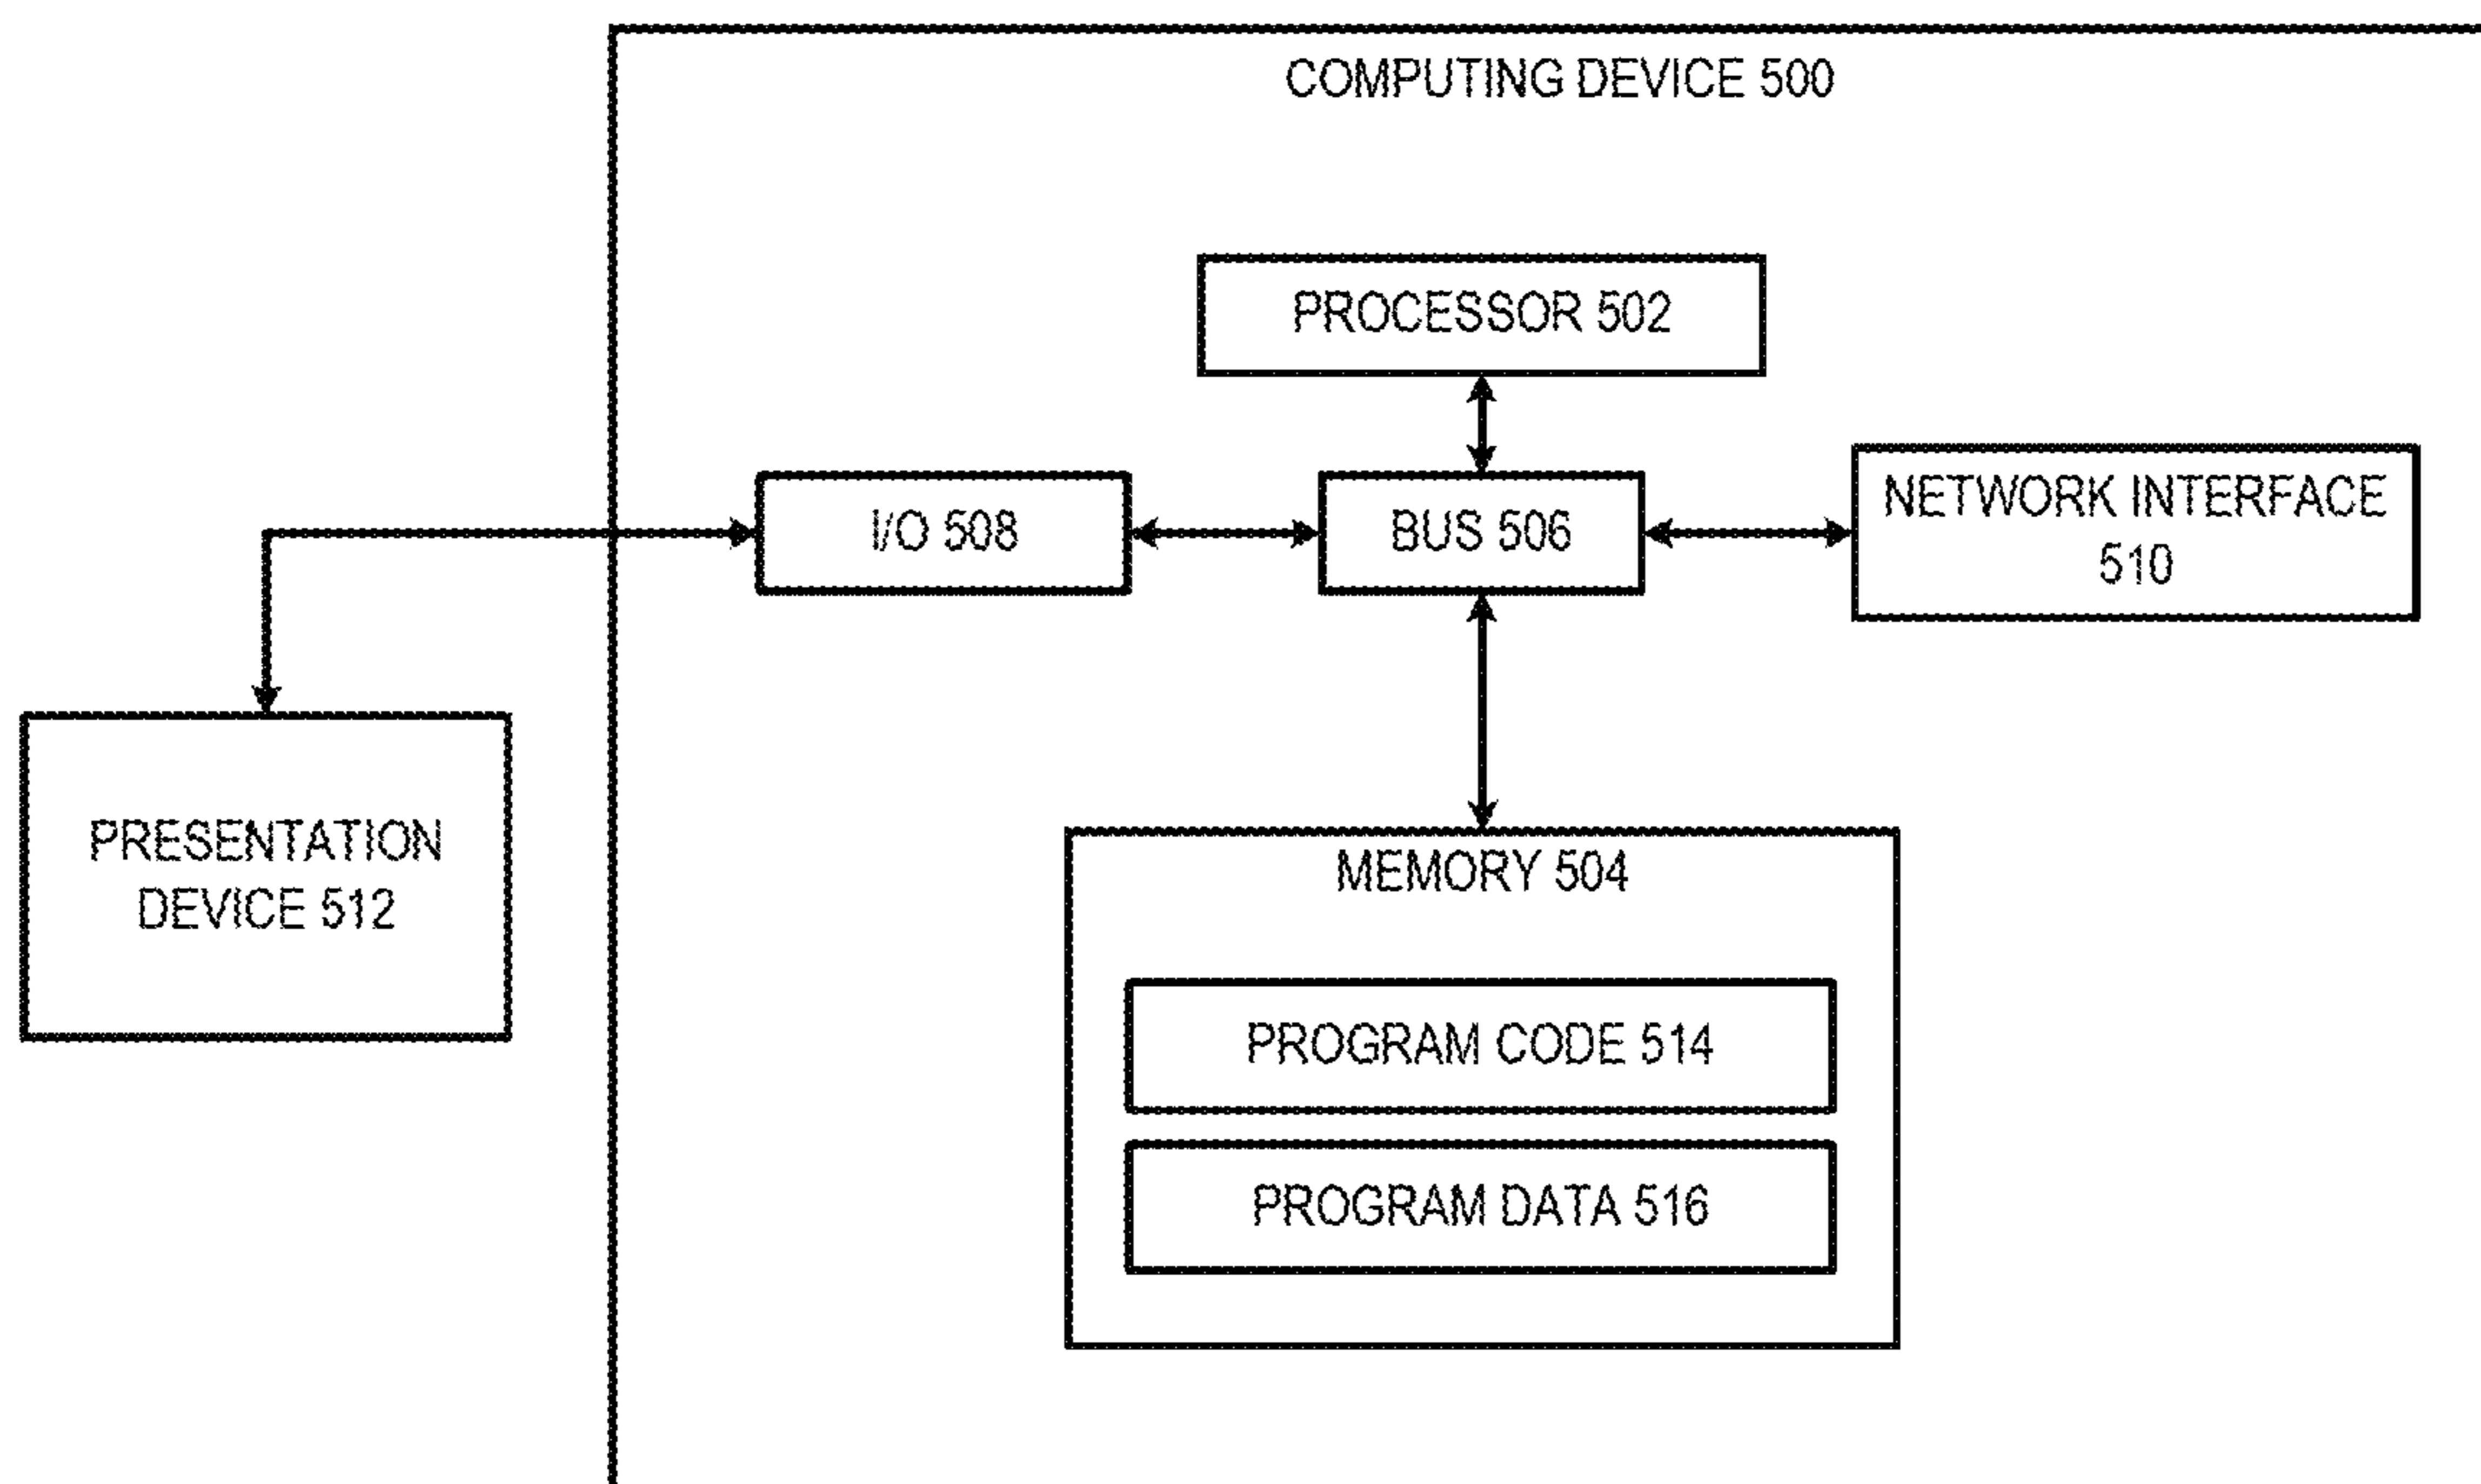 COMPUTING DEVICE 500
PROCESSOR 502
I/O 508
BUS 506
NETWORK INTERFACE
510
PRESENTATION
DEVICE 512
MEMORY 504
PROGRAM CODE 514
PROGRAM DATA 516